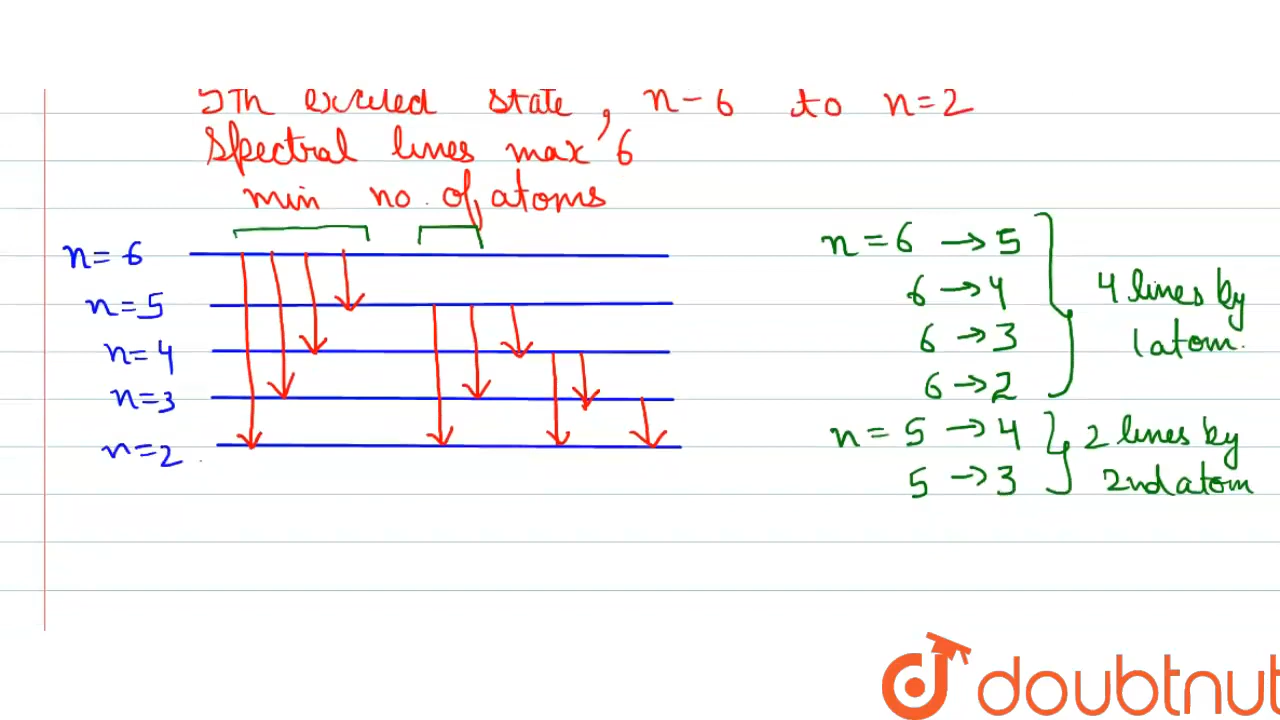 5Th excited state, n-6 to n=2
Spectral lines max 6
min no. of atoms
n=6
n=5
n=4
n=3
n=2
n=6 → 5
6 → 4
6 → 3
6 → 2
4 lines by
1 atom.
n= 5 → 4
5 → 3
2 lines by
2nd atom
doubtnut